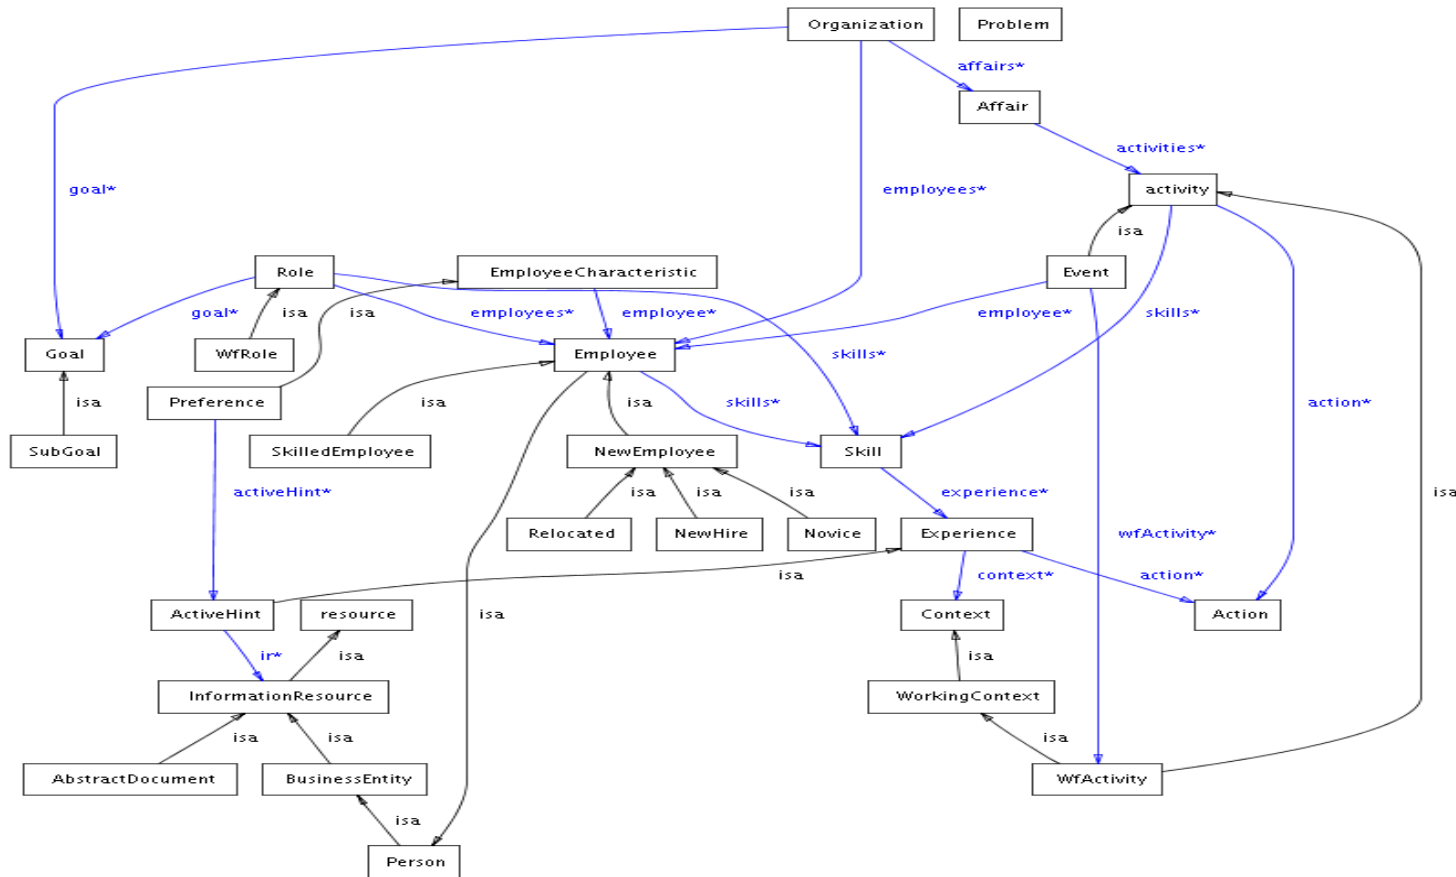 Organization
Problem
affairs*
Affair
activities*
goal*
employees*
activity
isa
Role
EmployeeCharacteristic
Event
goal*
isa
isa
employees*
employee*
employee*
skills*
Goal
WfRole
Employee
skills*
Preference
isa
isa
isa
skills*
action*
SubGoal
SkilledEmployee
NewEmployee
Skill
activeHint*
isa
isa
isa
experience*
isa
Relocated
NewHire
Novice
Experience
wfActivity*
isa
context*
action*
ActiveHint
resource
isa
Context
Action
ir*
isa
isa
InformationResource
WorkingContext
isa
isa
isa
AbstractDocument
BusinessEntity
WfActivity
isa
Person